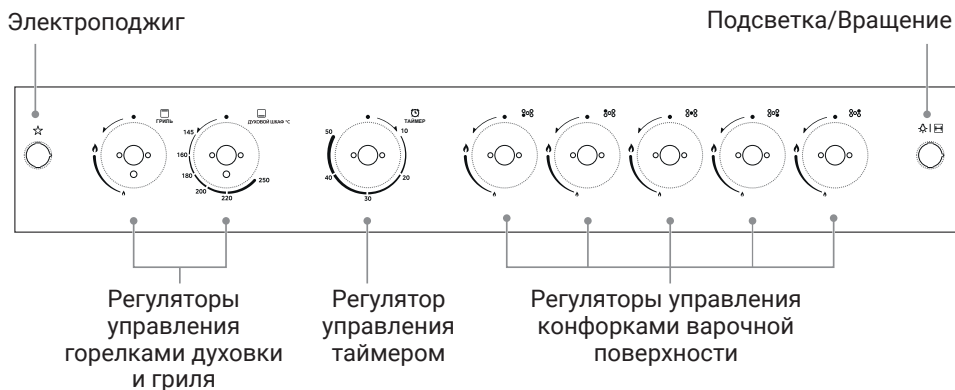 Электроподжиг
Подсветка/Вращение
ГРИЛЬ
ДУХОВОЙ ШКАФ °C
ТАЙМЕР
145
160
180
200
220
250
50
10
40
20
30
Регуляторы
управления
горелками духовки
и гриля
Регулятор
управления
таймером
Регуляторы управления
конфорками варочной
поверхности